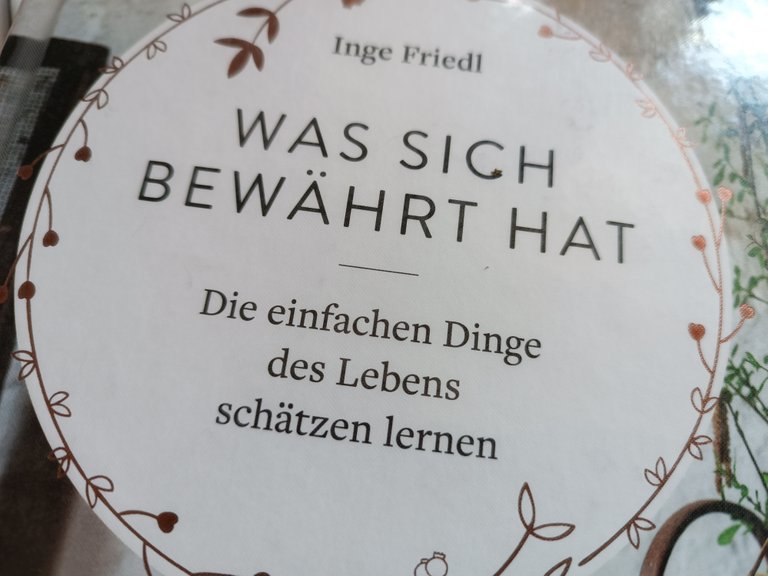 Inge Friedl
WAS SICH
BEWÄHRT HAT
Die einfachen Dinge
des Lebens
schätzen lernen